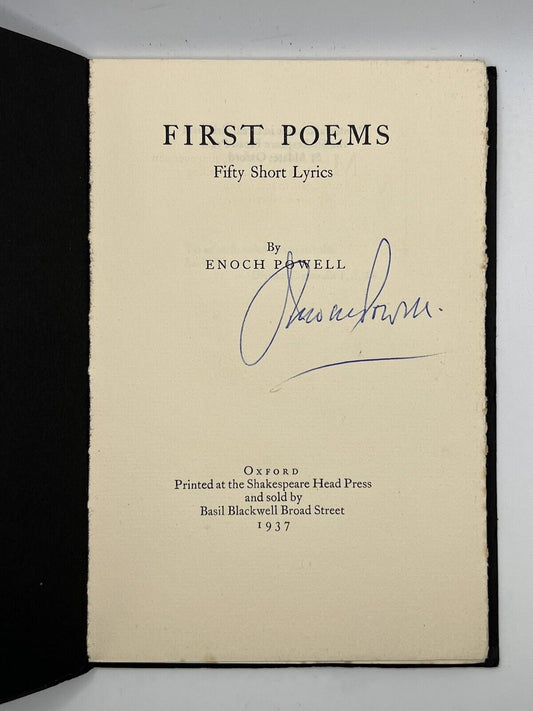 FIRST POEMS
Fifty Short Lyrics
By
ENOCH POWELL
Enoch Powell.
OXFORD
Printed at the Shakespeare Head Press
and sold by
Basil Blackwell Broad Street
1937